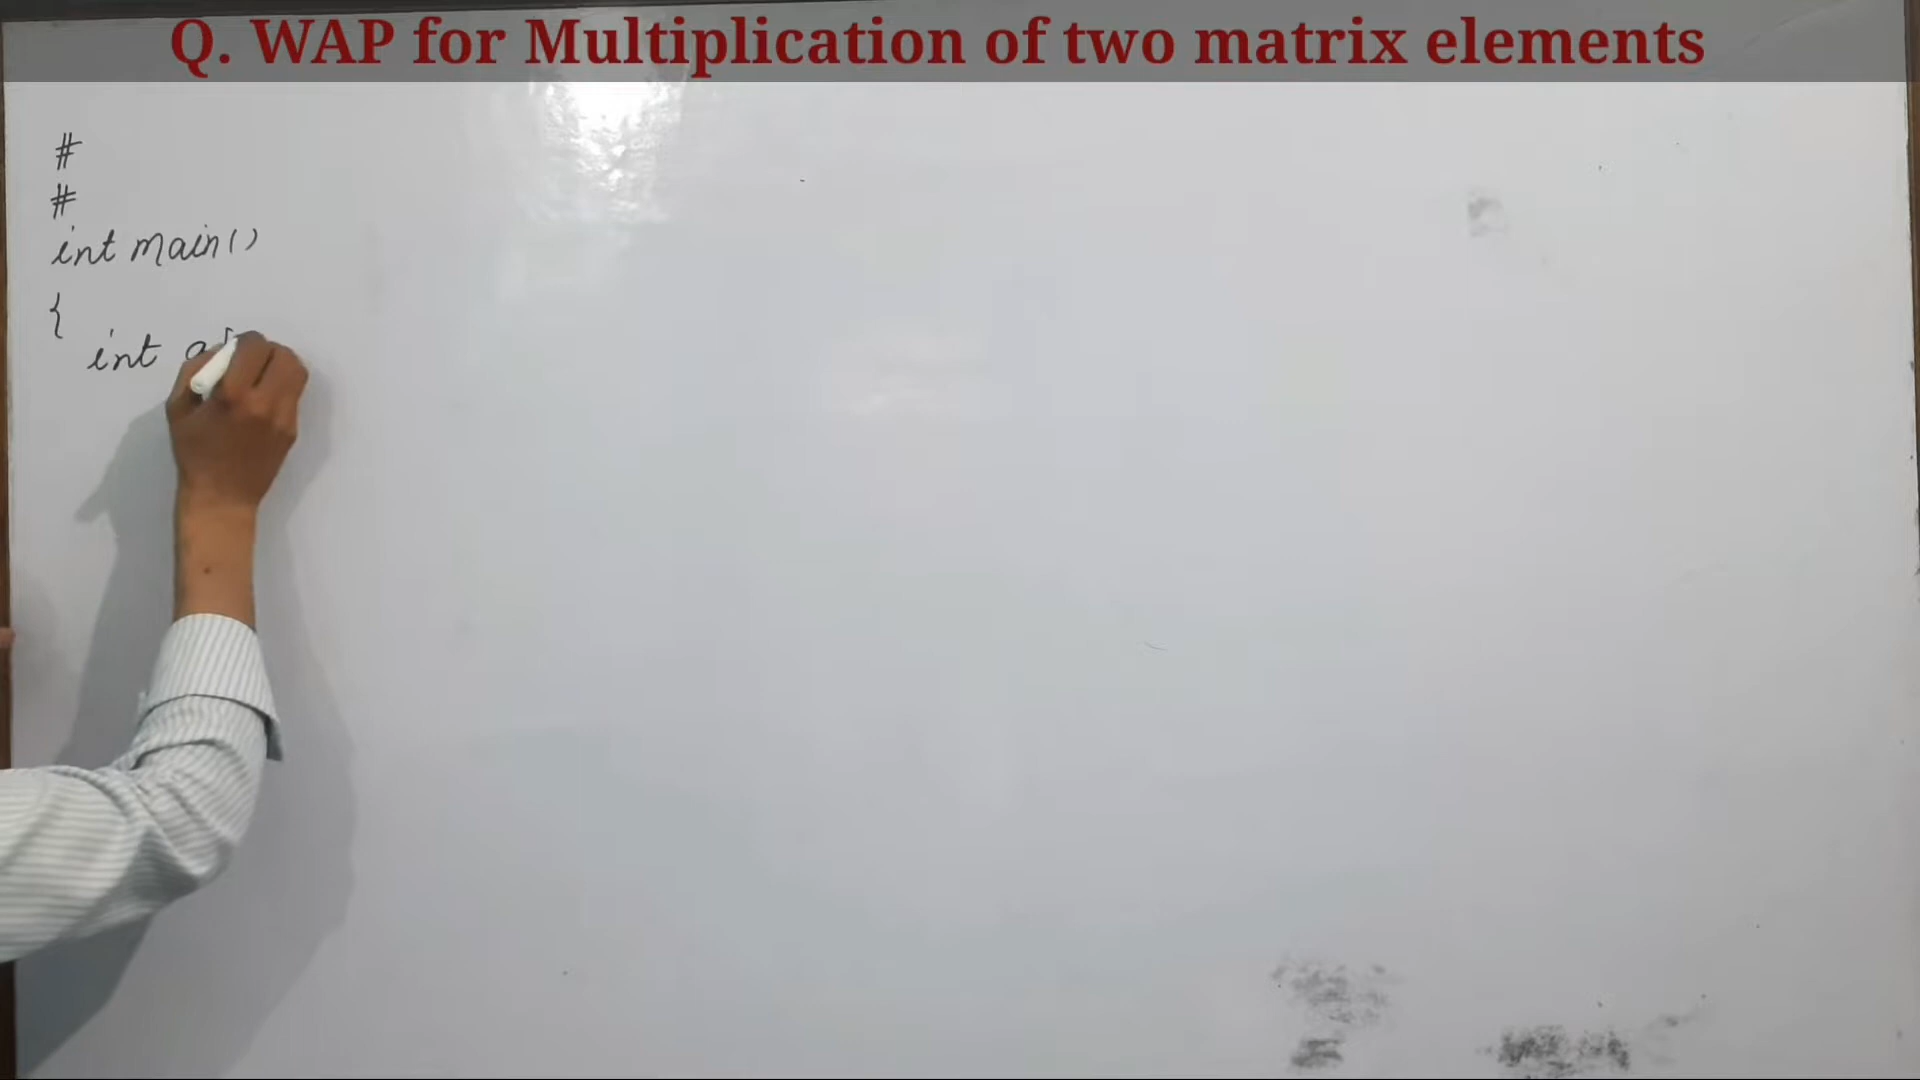 Q. WAP for Multiplication of two matrix elements
#
#
int main()
{
int a[